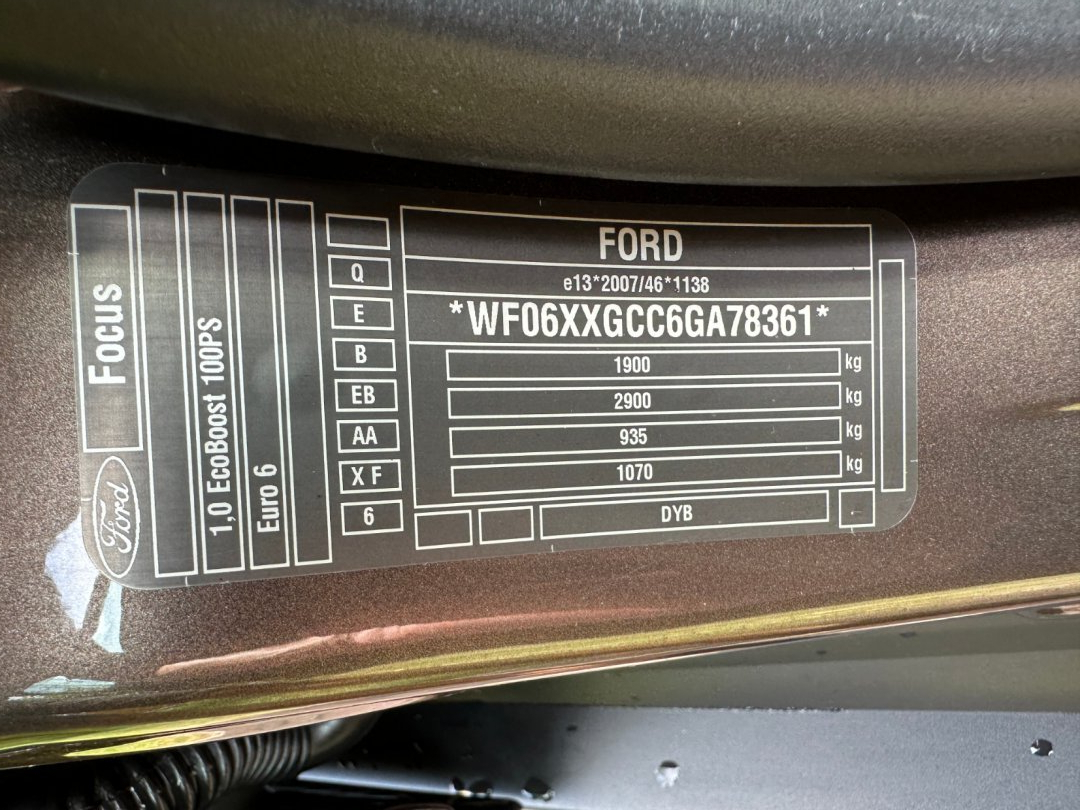 Focus
Ford
1,0 EcoBoost 100PS
Euro 6
Q
E
B
EB
AA
X F
6
FORD
e13*2007/46*1138
*WF06XXGCC6GA78361*
1900 kg
2900 kg
935 kg
1070 kg
DYB